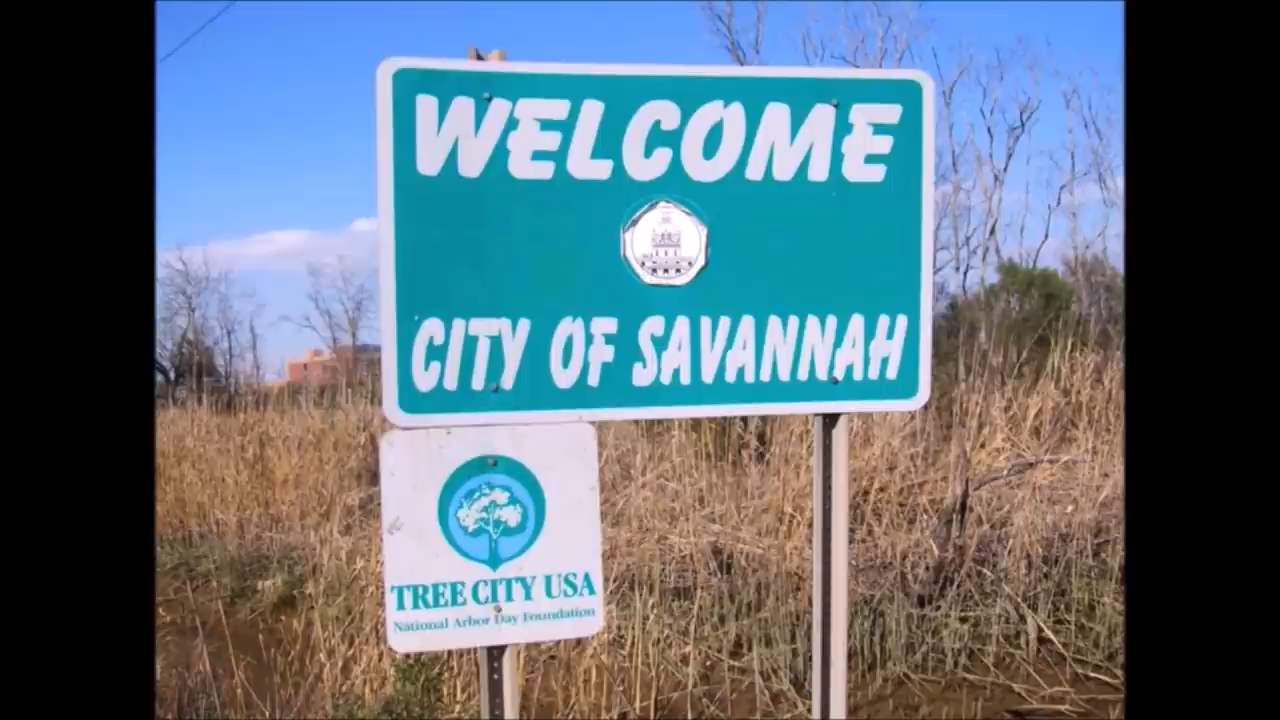 WELCOME
CITY OF SAVANNAH
TREE CITY USA
National Arbor Day Foundation